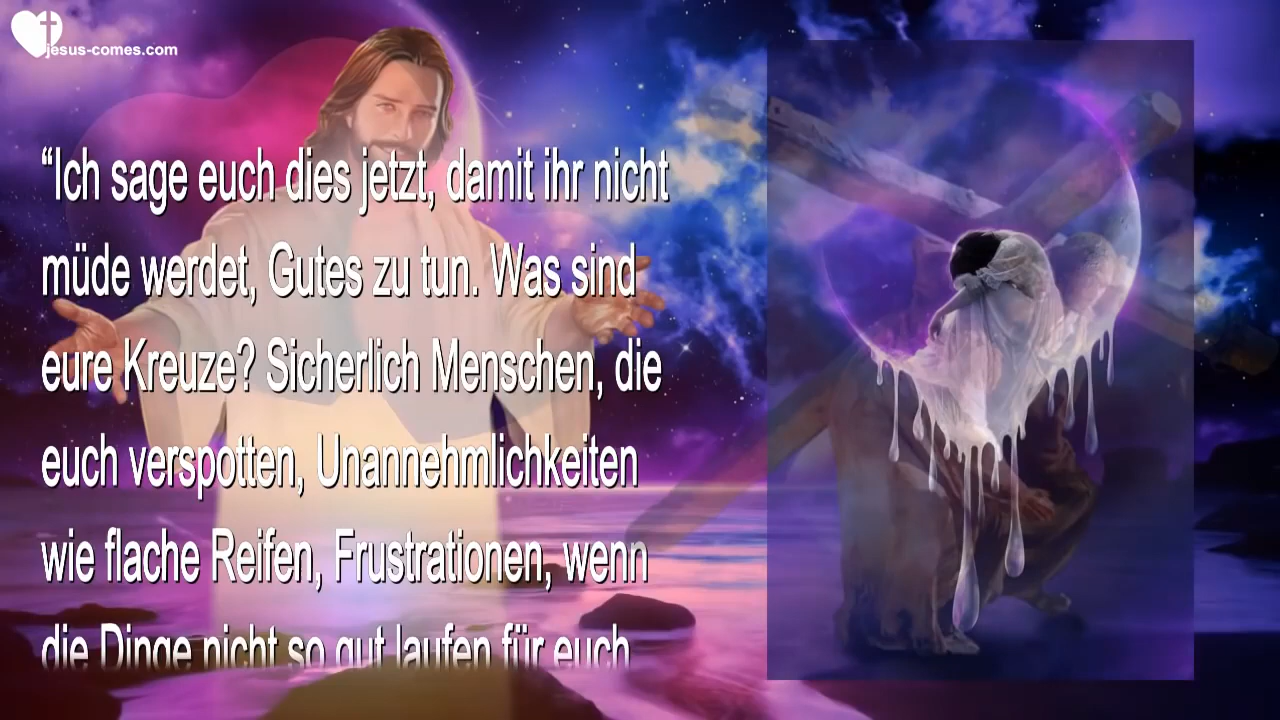 jesus-comes.com
“Ich sage euch dies jetzt, damit ihr nicht
müde werdet, Gutes zu tun. Was sind
eure Kreuze? Sicherlich Menschen, die
euch verspotten, Unannehmlichkeiten
wie flache Reifen, Frustrationen, wenn
die Dinge nicht so gut laufen für euch